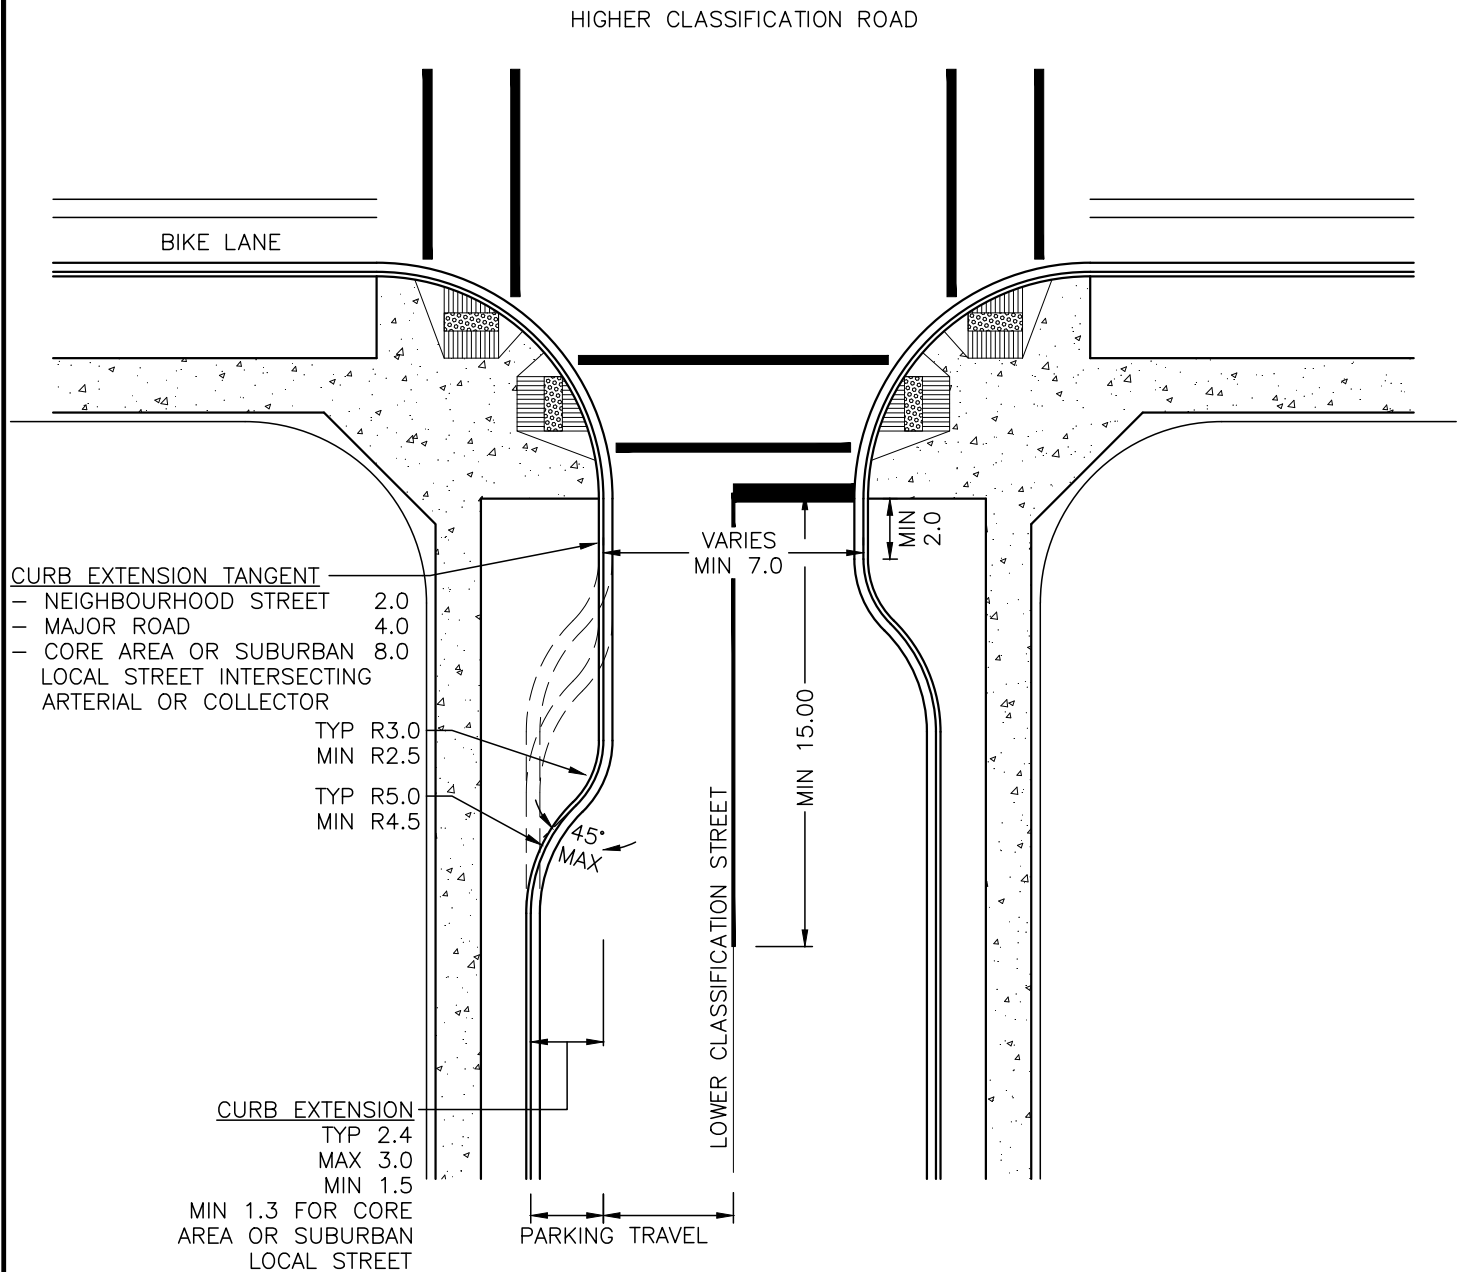 HIGHER CLASSIFICATION ROAD
BIKE LANE
VARIES
MIN 7.0
MIN
2.0
CURB EXTENSION TANGENT
– NEIGHBOURHOOD STREET 2.0
– MAJOR ROAD 4.0
– CORE AREA OR SUBURBAN 8.0
LOCAL STREET INTERSECTING
ARTERIAL OR COLLECTOR
TYP R3.0
MIN R2.5
TYP R5.0
MIN R4.5
45°
MAX
MIN 15.00
LOWER CLASSIFICATION STREET
CURB EXTENSION
TYP 2.4
MAX 3.0
MIN 1.5
MIN 1.3 FOR CORE
AREA OR SUBURBAN
LOCAL STREET
PARKING TRAVEL